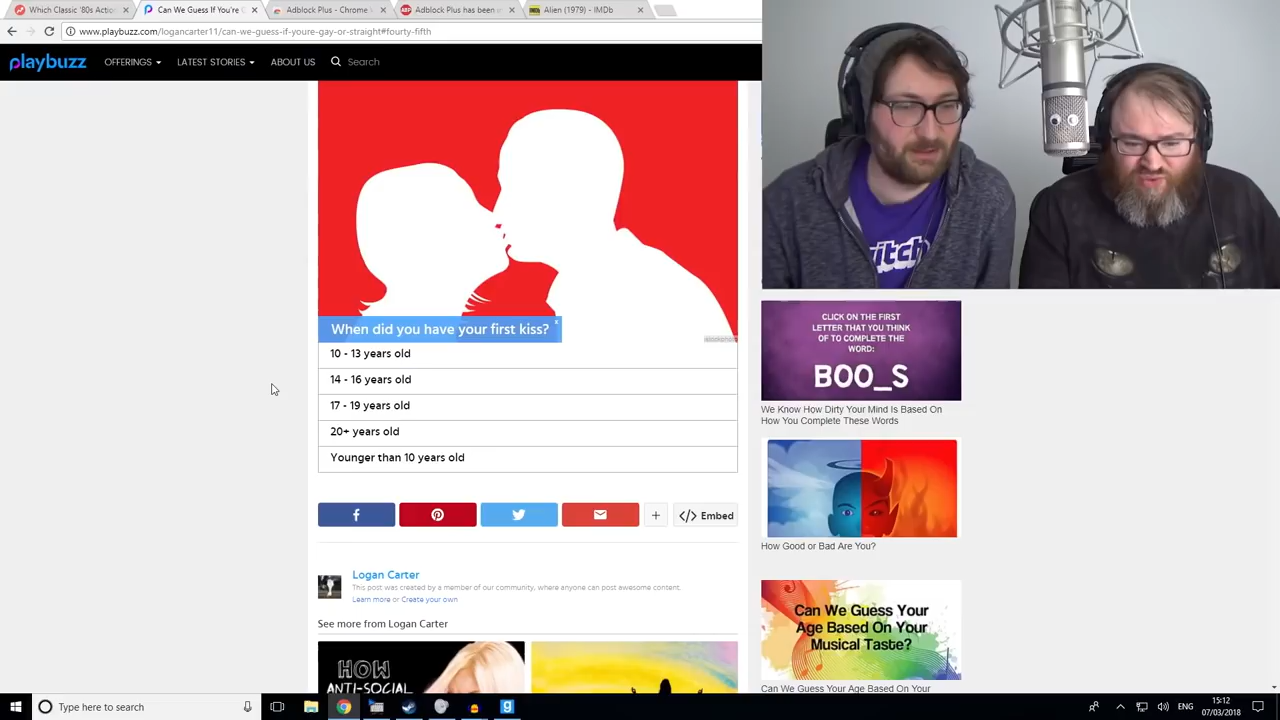 Which Classic '80s Actio
Can We Guess If You're G
Adblock Plus - Chrome
Adblock Plus has been
Alien (1979) - IMDb
www.playbuzz.com/logancarter11/can-we-guess-if-youre-gay-or-straight#fourty-fifth
playbuzz
OFFERINGS
LATEST STORIES
ABOUT US
Search
When did you have your first kiss?
10 - 13 years old
14 - 16 years old
17 - 19 years old
20+ years old
Younger than 10 years old
Embed
Logan Carter
This post was created by a member of our community, where anyone can post awesome content.
Learn more or Create your own
See more from Logan Carter
HOW
ANTI-SOCIAL
CLICK ON THE FIRST
LETTER THAT YOU THINK
OF TO COMPLETE THE
WORD:
BOO_S
We Know How Dirty Your Mind Is Based On
How You Complete These Words
How Good or Bad Are You?
Can We Guess Your
Age Based On Your
Musical Taste?
Can We Guess Your Age Based On Your
Type here to search
ENG
15:12
07/03/2018